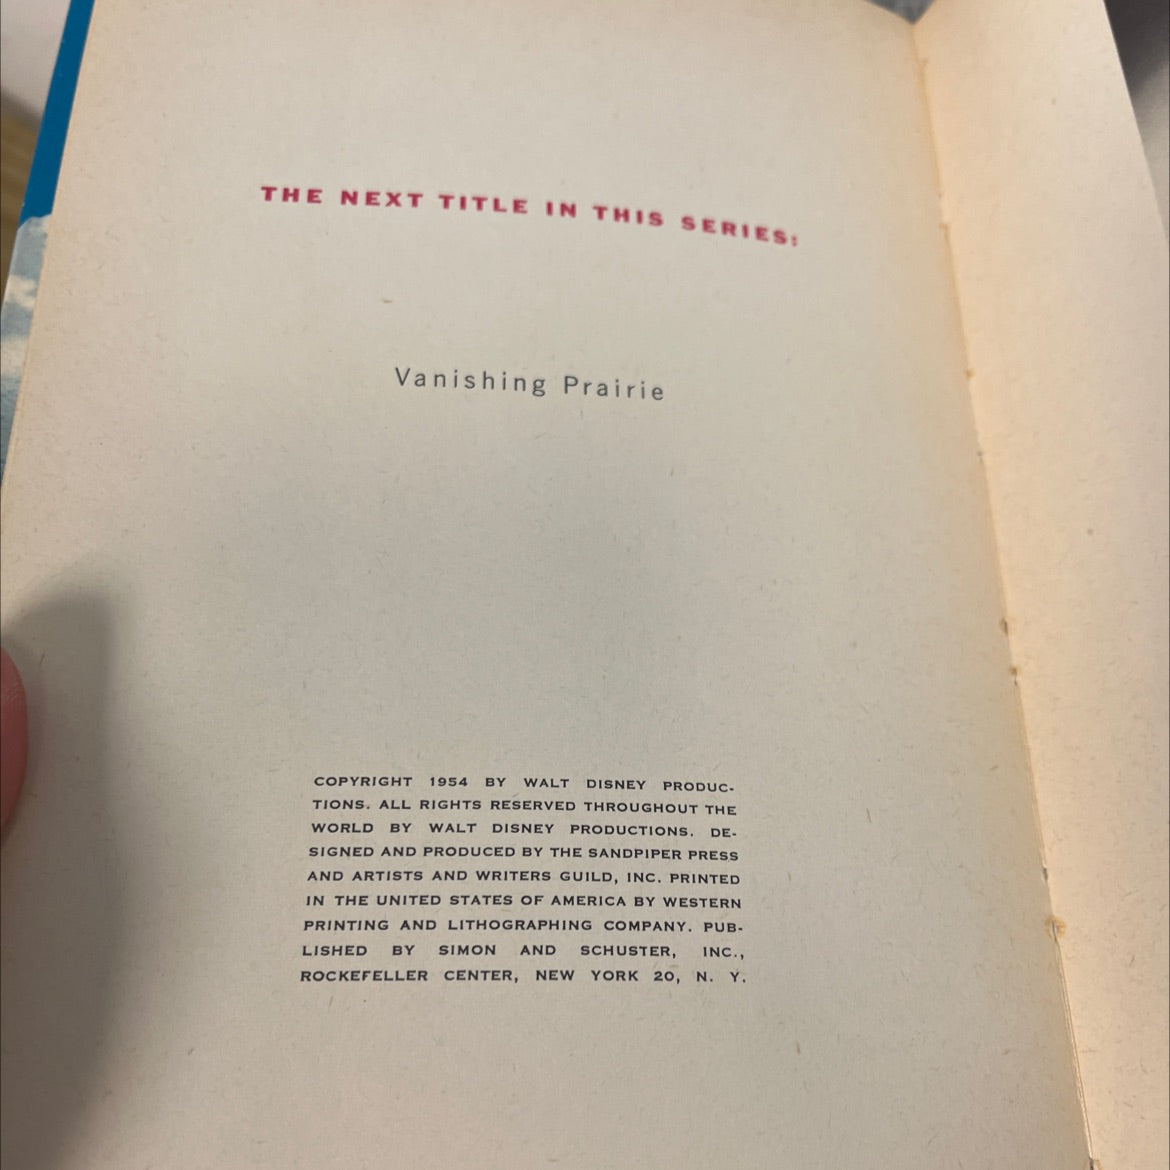 THE NEXT TITLE IN THIS SERIES:
Vanishing Prairie
COPYRIGHT 1954 BY WALT DISNEY PRODUC-
TIONS. ALL RIGHTS RESERVED THROUGHOUT THE
WORLD BY WALT DISNEY PRODUCTIONS. DE-
SIGNED AND PRODUCED BY THE SANDPIPER PRESS
AND ARTISTS AND WRITERS GUILD, INC. PRINTED
IN THE UNITED STATES OF AMERICA BY WESTERN
PRINTING AND LITHOGRAPHING COMPANY. PUB-
LISHED BY SIMON AND SCHUSTER, INC.,
ROCKEFELLER CENTER, NEW YORK 20, N. Y.